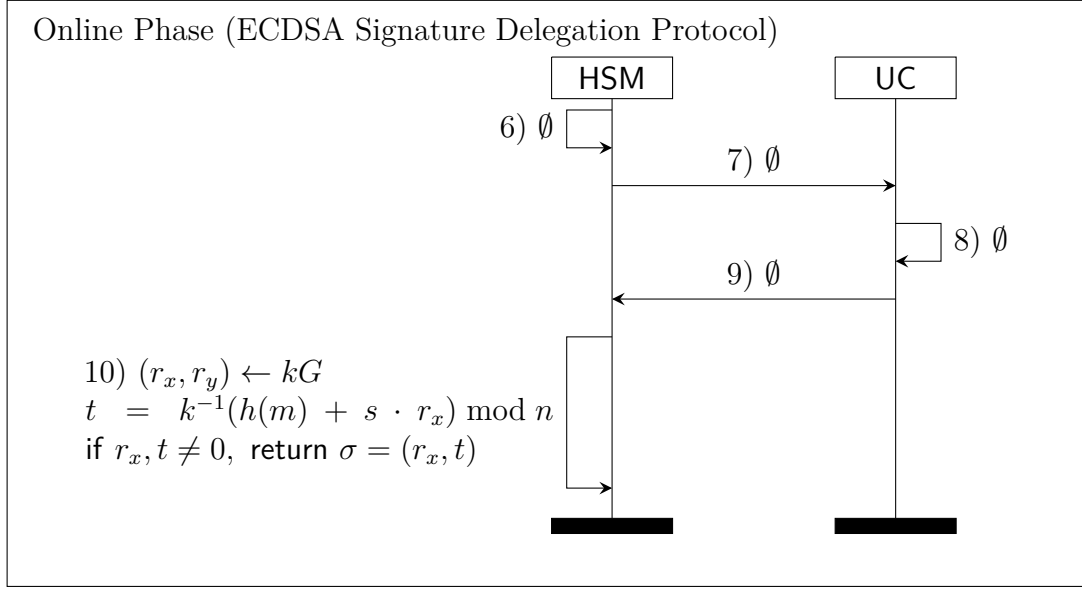 Online Phase (ECDSA Signature Delegation Protocol)
HSM
UC
6) ∅
7) ∅
8) ∅
9) ∅
10) (r_x, r_y) ← kG
t = k^{-1}(h(m) + s · r_x) mod n
if r_x, t ≠ 0, return σ = (r_x, t)